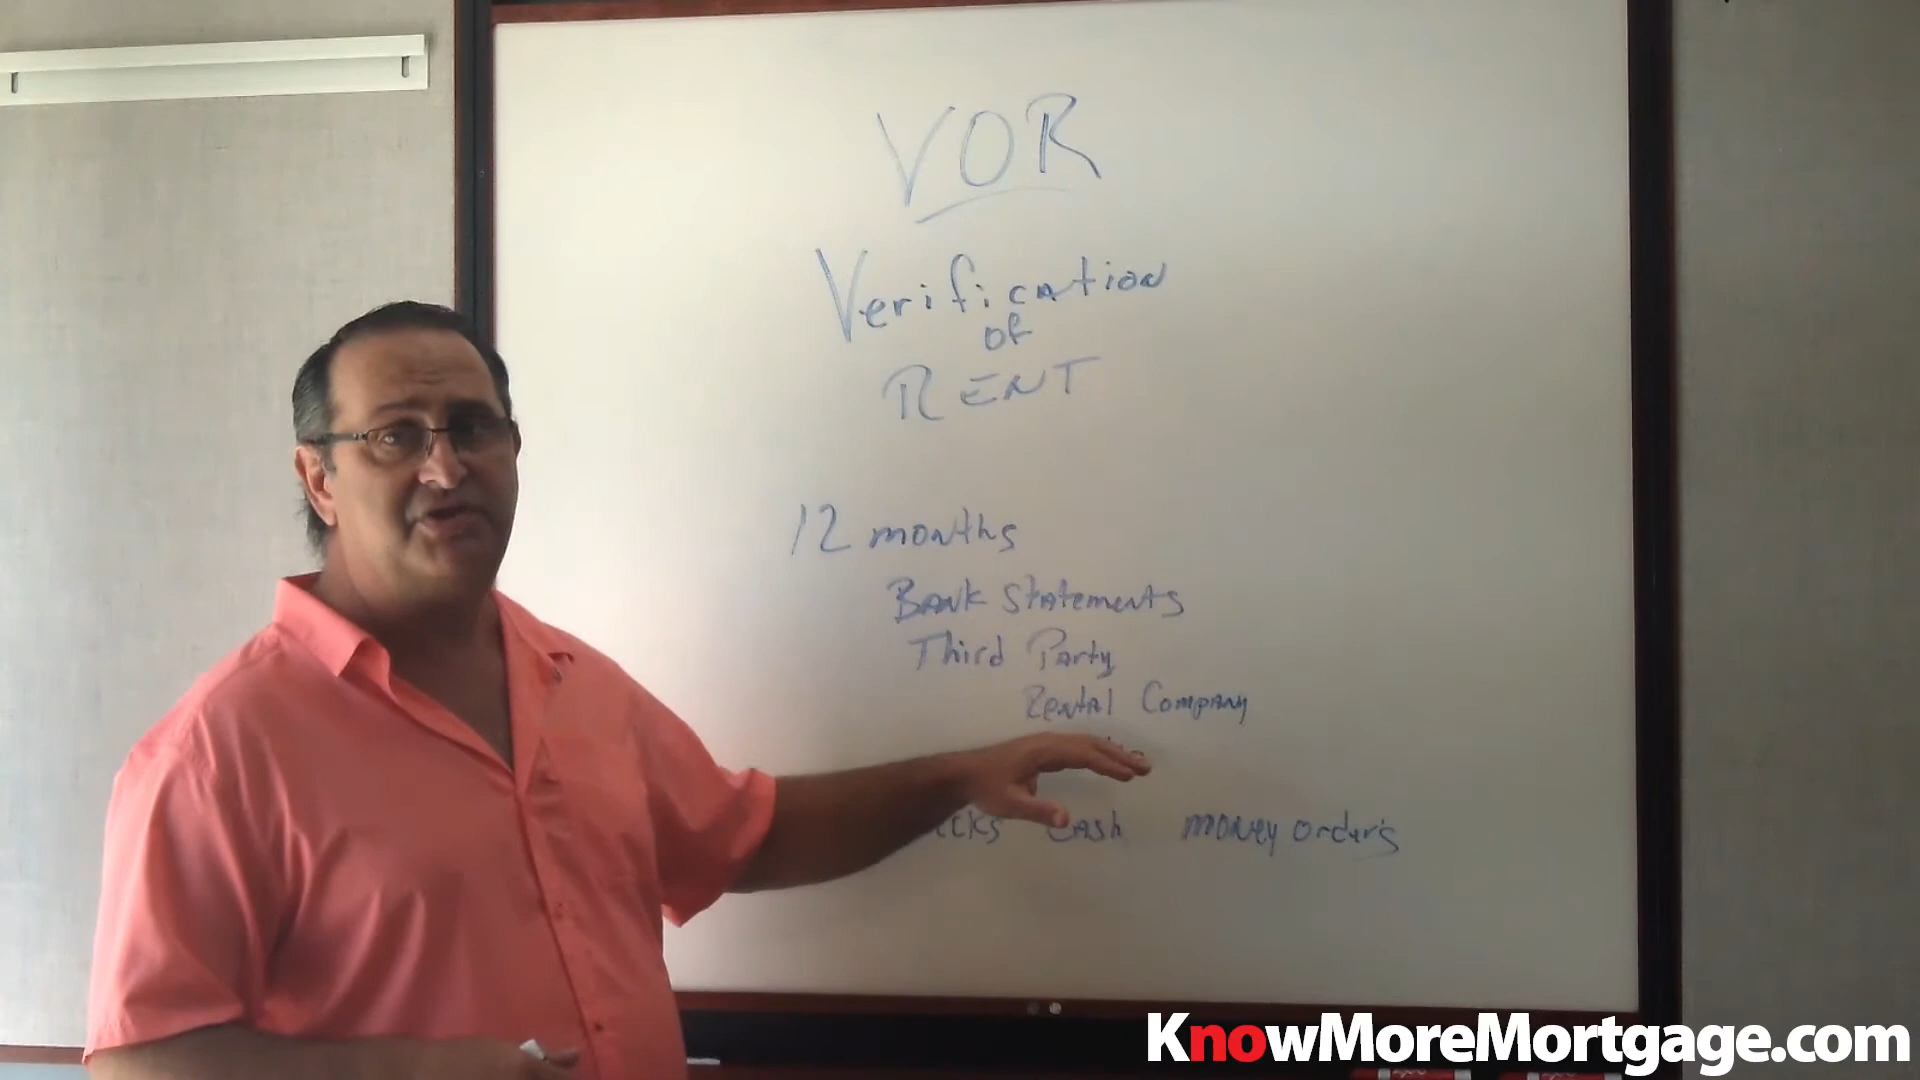 VOR
Verification
of
RENT
12 months
Bank Statements
Third Party
Rental Company
cash money orders
KnowMoreMortgage.com